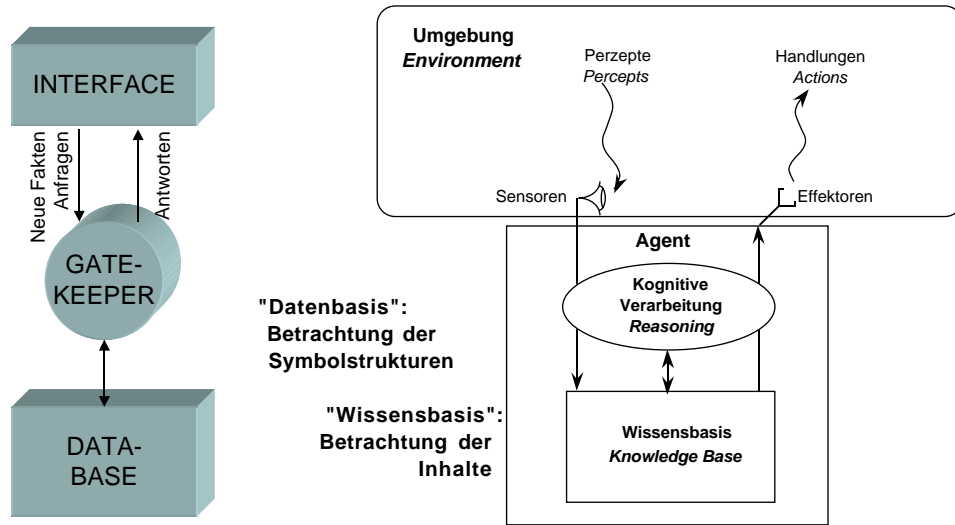 INTERFACE
Neue Fakten
Anfragen
Antworten
GATE-
KEEPER
DATA-
BASE
"Datenbasis":
Betrachtung der
Symbolstrukturen
"Wissensbasis":
Betrachtung der
Inhalte
Umgebung
Environment
Perzepte
Percepts
Handlungen
Actions
Sensoren
Effektoren
Agent
Kognitive
Verarbeitung
Reasoning
Wissensbasis
Knowledge Base